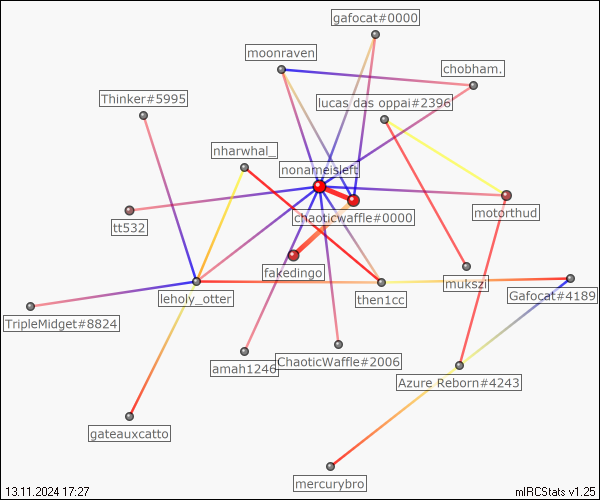 gafocat#0000
moonraven
chobham.
Thinker#5995
lucas das oppai#2396
nharwhal_
nonameisleft
chaoticwaffle#0000
motorthud
tt532
fakedingo
mukszi
leholy_otter
then1cc
Gafocat#4189
TripleMidget#8824
amah1246
ChaoticWaffle#2006
Azure Reborn#4243
gateauxcatto
mercurybro
13.11.2024 17:27
mIRCStats v1.25